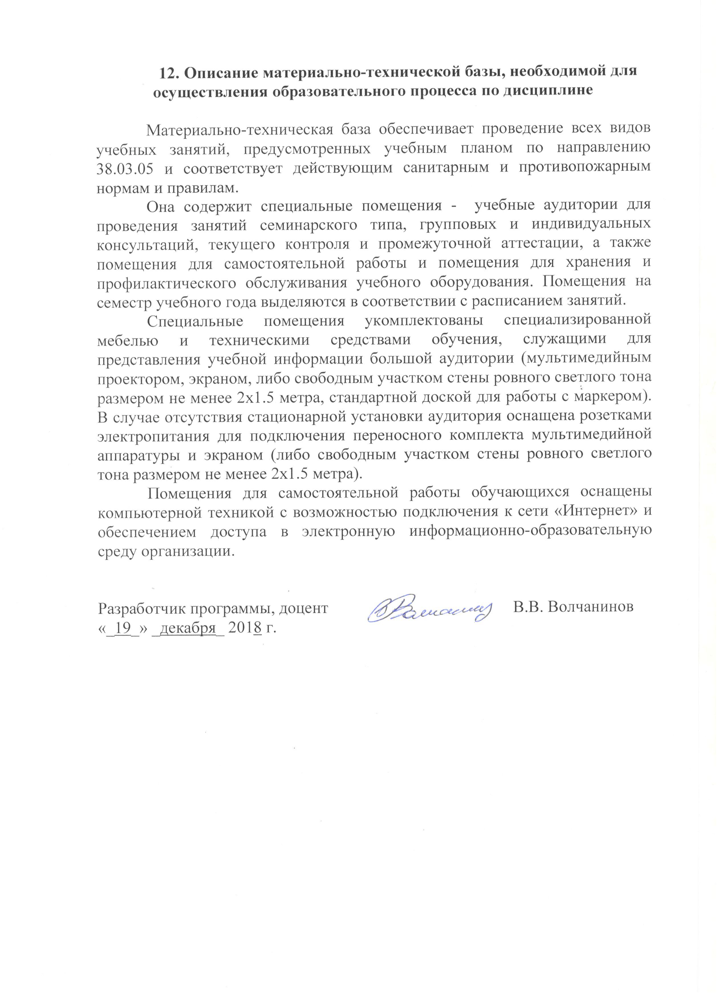 12. Описание материально-технической базы, необходимой для
осуществления образовательного процесса по дисциплине
Материально-техническая база обеспечивает проведение всех видов
учебных занятий, предусмотренных учебным планом по направлению
38.03.05 и соответствует действующим санитарным и противопожарным
нормам и правилам.
Она содержит специальные помещения - учебные аудитории для
проведения занятий семинарского типа, групповых и индивидуальных
консультаций, текущего контроля и промежуточной аттестации, а также
помещения для самостоятельной работы и помещения для хранения и
профилактического обслуживания учебного оборудования. Помещения на
семестр учебного года выделяются в соответствии с расписанием занятий.
Специальные помещения укомплектованы специализированной
мебелью и техническими средствами обучения, служащими для
представления учебной информации большой аудитории (мультимедийным
проектором, экраном, либо свободным участком стены ровного светлого тона
размером не менее 2х1.5 метра, стандартной доской для работы с маркером).
В случае отсутствия стационарной установки аудитория оснащена розетками
электропитания для подключения переносного комплекта мультимедийной
аппаратуры и экраном (либо свободным участком стены ровного светлого
тона размером не менее 2х1.5 метра).
Помещения для самостоятельной работы обучающихся оснащены
компьютерной техникой с возможностью подключения к сети «Интернет» и
обеспечением доступа в электронную информационно-образовательную
среду организации.
Разработчик программы, доцент В.В. Волчанинов
«_19_» _декабря_ 2018 г.